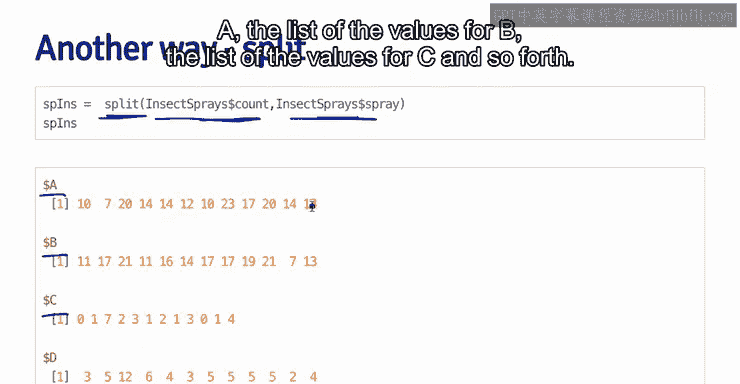 A, the list of the values for B,
the list of the values for C and so forth.
Another way - split
spIns = split(InsectSprays$count,InsectSprays$spray)
spIns
$A
[1] 10 7 20 14 14 12 10 23 17 20 14
$B
[1] 11 17 21 11 16 14 17 17 19 21 7 13
$C
[1] 0 1 7 2 3 1 2 1 3 0 1 4
$D
[1] 3 5 12 6 4 3 5 5 5 5 2 4